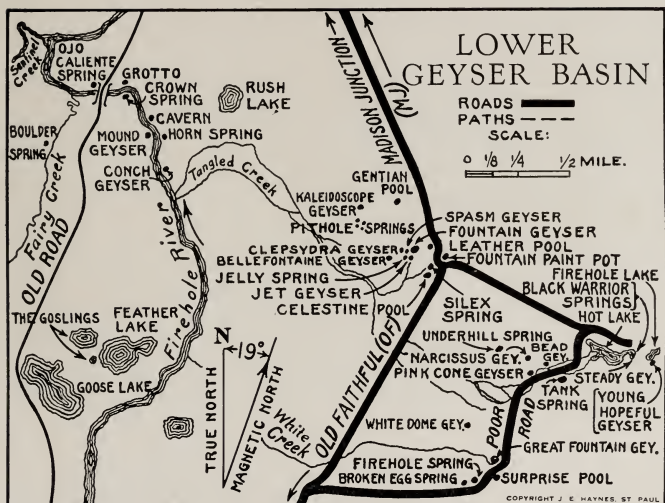 LOWER
GEYSER BASIN
ROADS
PATHS
SCALE:
0 1/8 1/4 1/2 MILE.
Sentinel
Creek
OJO
CALIENTE
SPRING
GROTTO
CROWN
SPRING
RUSH
LAKE
CAVERN
HORN SPRING
MOUND
GEYSER
BOULDER
SPRING
CONCH
GEYSER
Fairy Creek
OLD ROAD
Tangled Creek
Firehole River
MADISON JUNCTION
(MJ)
GENTIAN
POOL
KALEIDOSCOPE
GEYSER
PITHOLE SPRINGS
SPASM GEYSER
FOUNTAIN GEYSER
LEATHER POOL
FOUNTAIN PAINT POT
CLEPSYDRA GEYSER
BELLEFONTAINE GEYSER
JELLY SPRING
JET GEYSER
CELESTINE POOL
SILEX
SPRING
FIREHOLE LAKE
BLACK WARRIOR
SPRINGS
HOT LAKE
UNDERHILL SPRING
NARCISSUS GEY.
BEAD
GEY.
PINK CONE GEYSER
STEADY GEY.
TANK
SPRING
YOUNG
HOPEFUL
GEYSER
THE GOSLINGS
FEATHER
LAKE
GOOSE LAKE
N
19°
TRUE NORTH
MAGNETIC NORTH
White
Creek
OLD FAITHFUL (OF)
WHITE DOME GEY.
POOR
ROAD
GREAT FOUNTAIN GEY.
FIREHOLE SPRING
BROKEN EGG SPRING
SURPRISE POOL
COPYRIGHT J. E. HAYNES, ST. PAUL